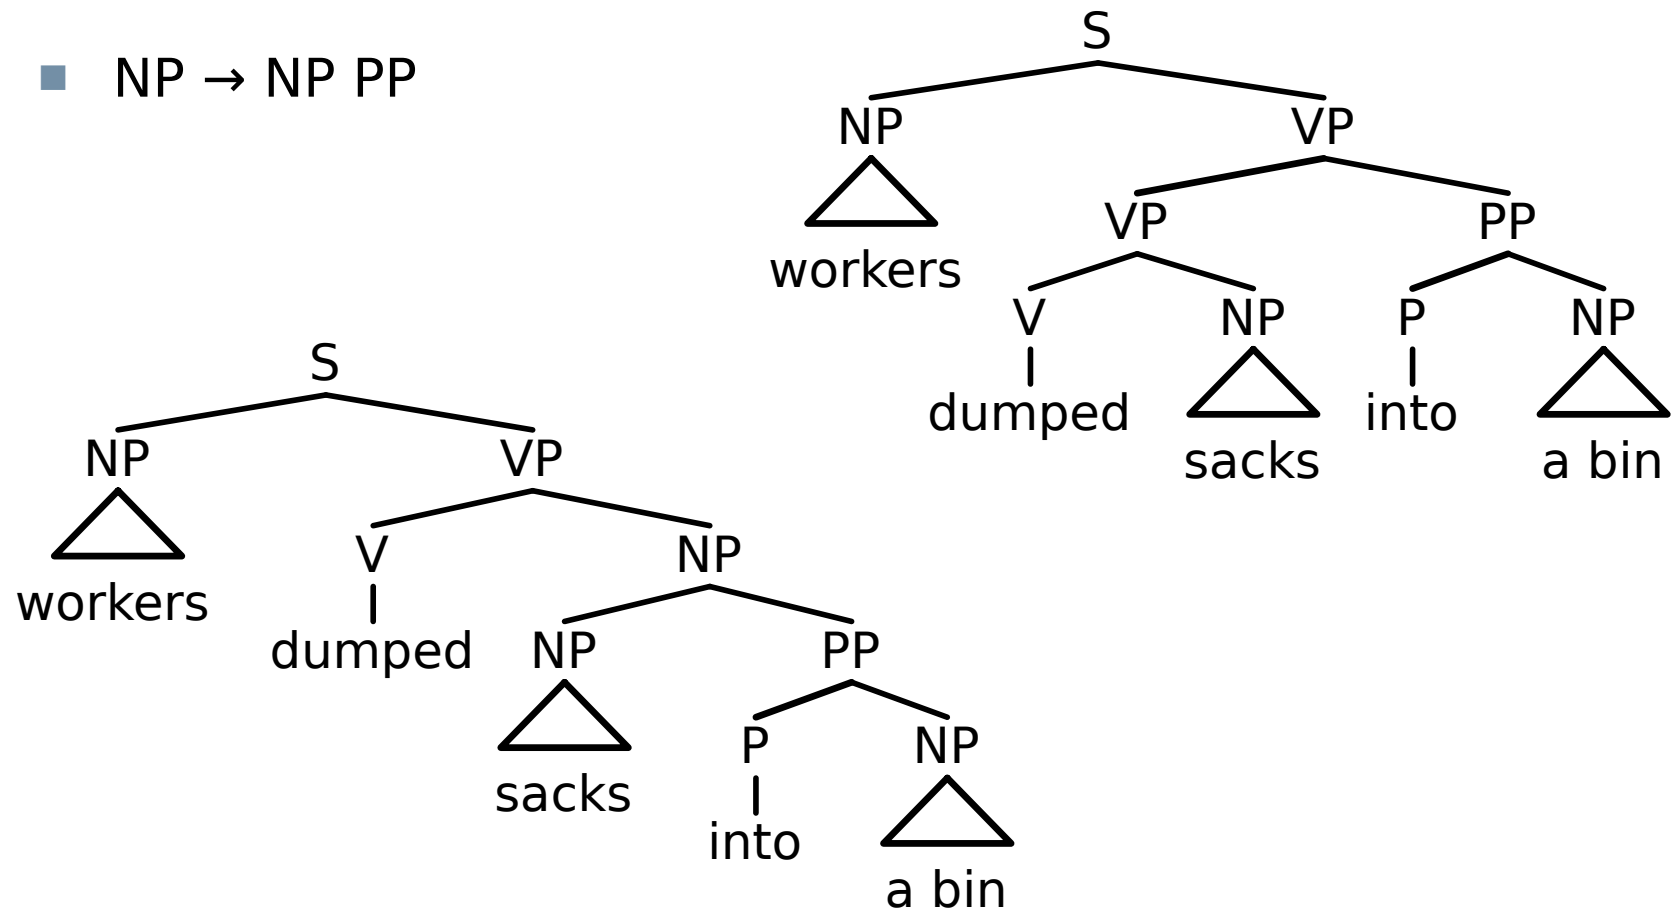 NP → NP PP
S
NP VP
VP PP
workers
V NP P NP
dumped into
sacks a bin
S
NP VP
V NP
workers
dumped NP PP
P NP
sacks
into
a bin